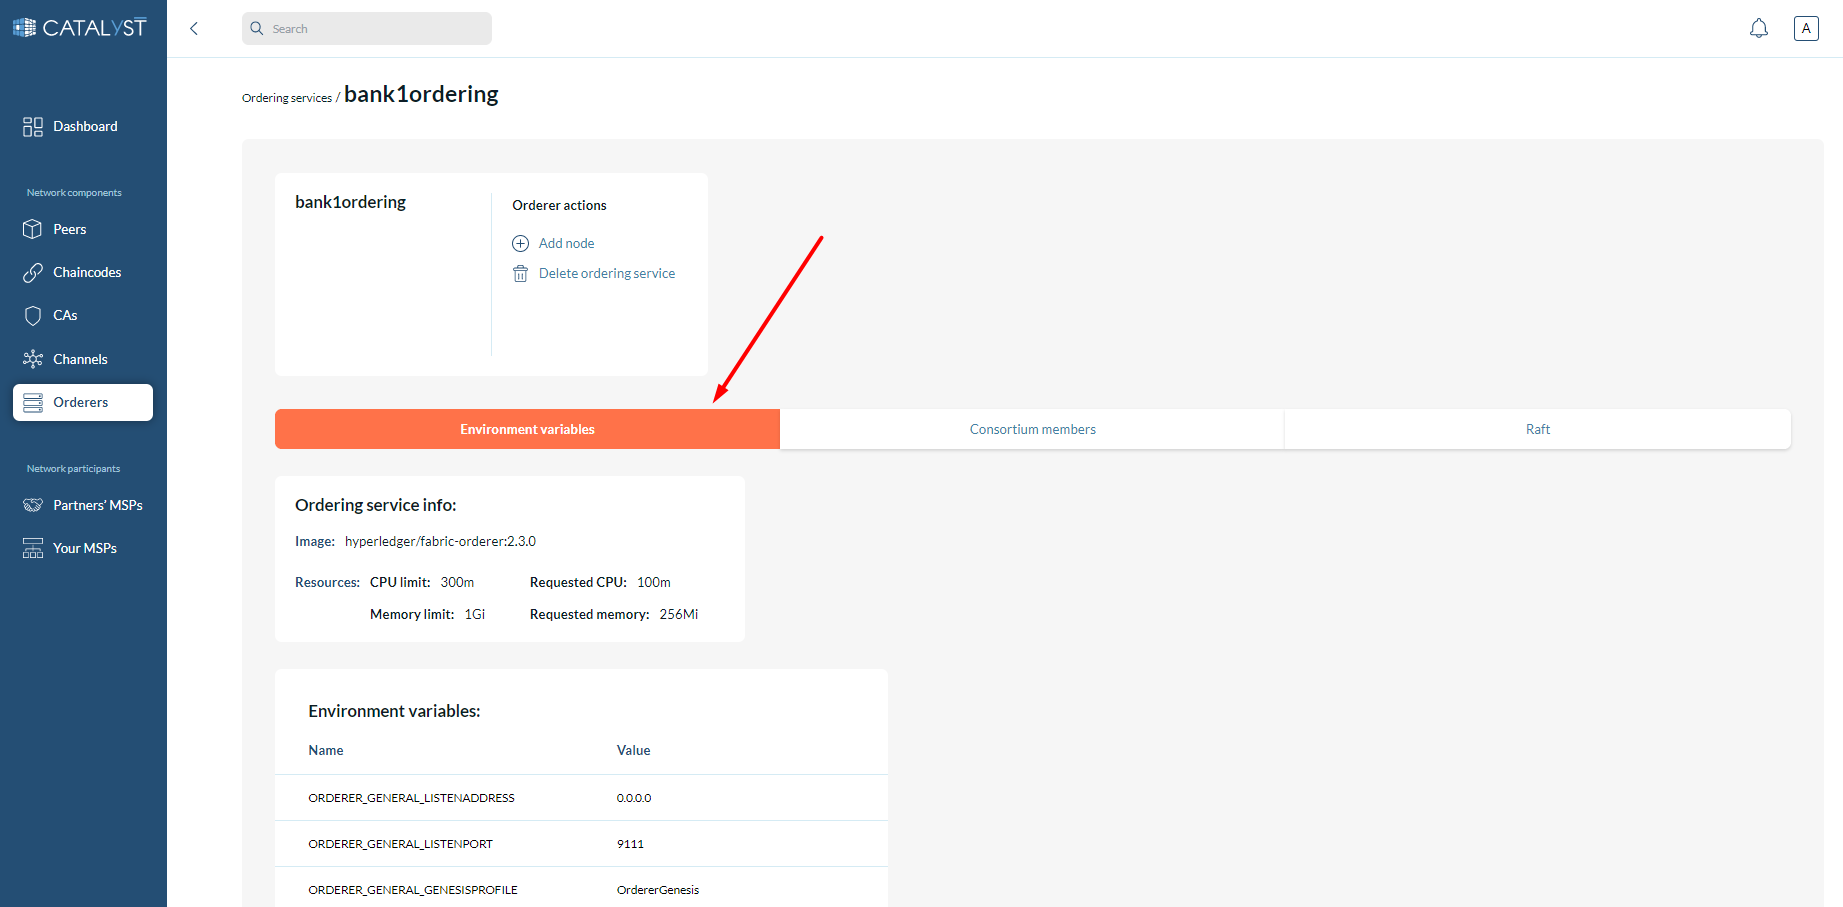 CATALYST
Search
A
Dashboard
Network components
Peers
Chaincodes
CAs
Channels
Orderers
Network participants
Partners' MSPs
Your MSPs
Ordering services / bank1ordering
bank1ordering
Orderer actions
Add node
Delete ordering service
Environment variables
Consortium members
Raft
Ordering service info:
Image: hyperledger/fabric-orderer:2.3.0
Resources: CPU limit: 300m Requested CPU: 100m
Memory limit: 1Gi Requested memory: 256Mi
Environment variables:
Name Value
ORDERER_GENERAL_LISTENADDRESS 0.0.0.0
ORDERER_GENERAL_LISTENPORT 9111
ORDERER_GENERAL_GENESISPROFILE OrdererGenesis